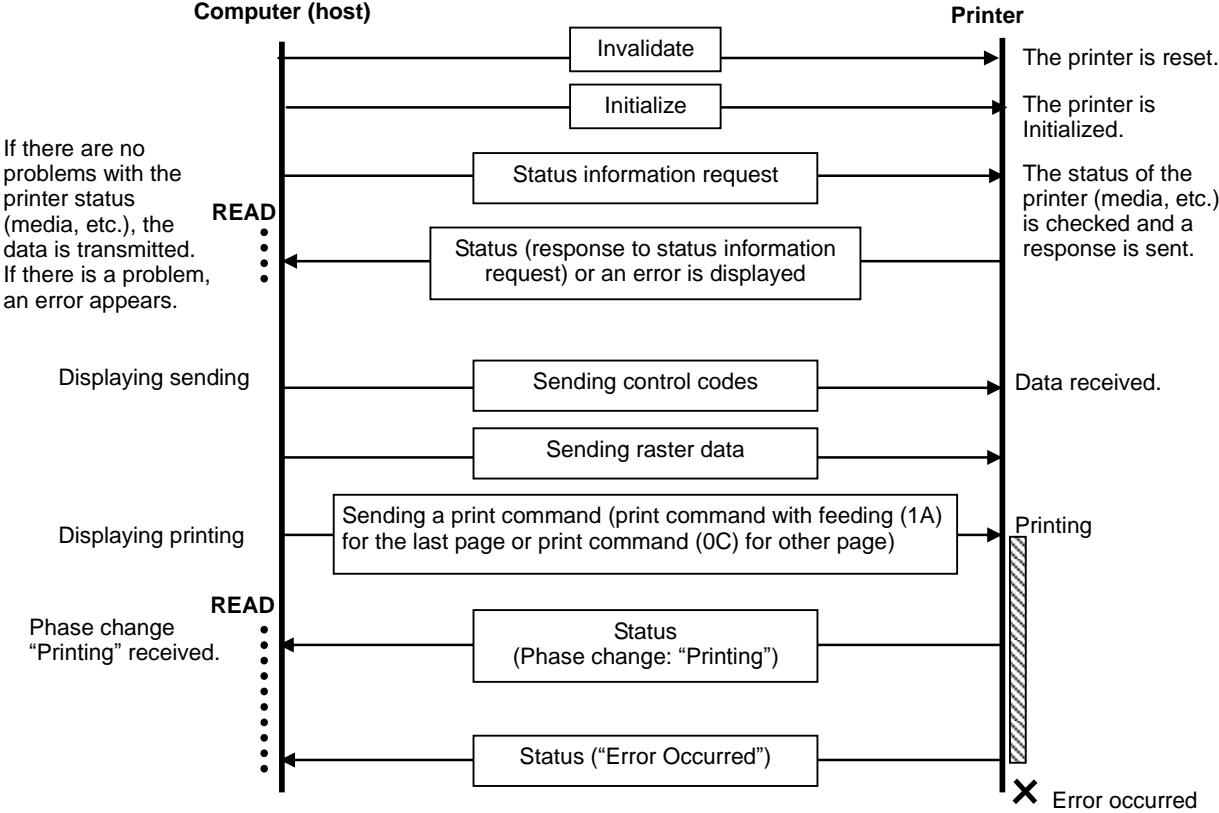 Computer (host)
Printer
Invalidate
The printer is reset.
Initialize
The printer is
Initialized.
If there are no
problems with the
printer status
(media, etc.), the
data is transmitted.
If there is a problem,
an error appears.
Status information request
The status of the
printer (media, etc.)
is checked and a
response is sent.
READ
Status (response to status information
request) or an error is displayed
Displaying sending
Sending control codes
Data received.
Sending raster data
Displaying printing
Sending a print command (print command with feeding (1A)
for the last page or print command (0C) for other page)
Printing
READ
Phase change
“Printing” received.
Status
(Phase change: “Printing”)
Status (“Error Occurred”)
Error occurred